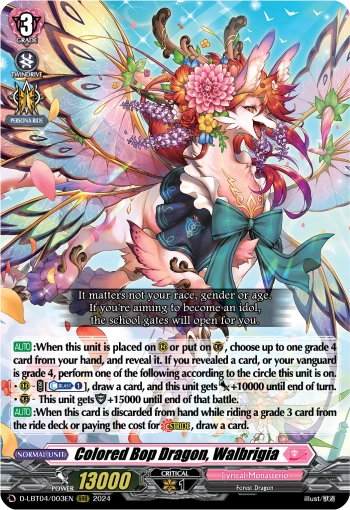 3
GRADE
TWINDRIVE
PERSONA RIDE
It matters not your race, gender or age.
If you're aiming to become an idol,
the school gates will open for you.
AUTO :When this unit is placed on or put on , choose up to one grade 4
card from your hand, and reveal it. If you revealed a card, or your vanguard
is grade 4, perform one of the following according to the circle this unit is on.
• - [ BLAST 1], draw a card, and this unit gets +10000 until end of turn.
• - This unit gets +15000 until end of that battle.
AUTO :When this card is discarded from hand while riding a grade 3 card from
the ride deck or paying the cost for STRIDE, draw a card.
NORMAL UNIT
Colored Bop Dragon, Walbrigia
POWER 13000
CRITICAL
1
Lyrical Monasterio
Forest Dragon
D-LBT04/003EN RRR 2024
illust/獣道